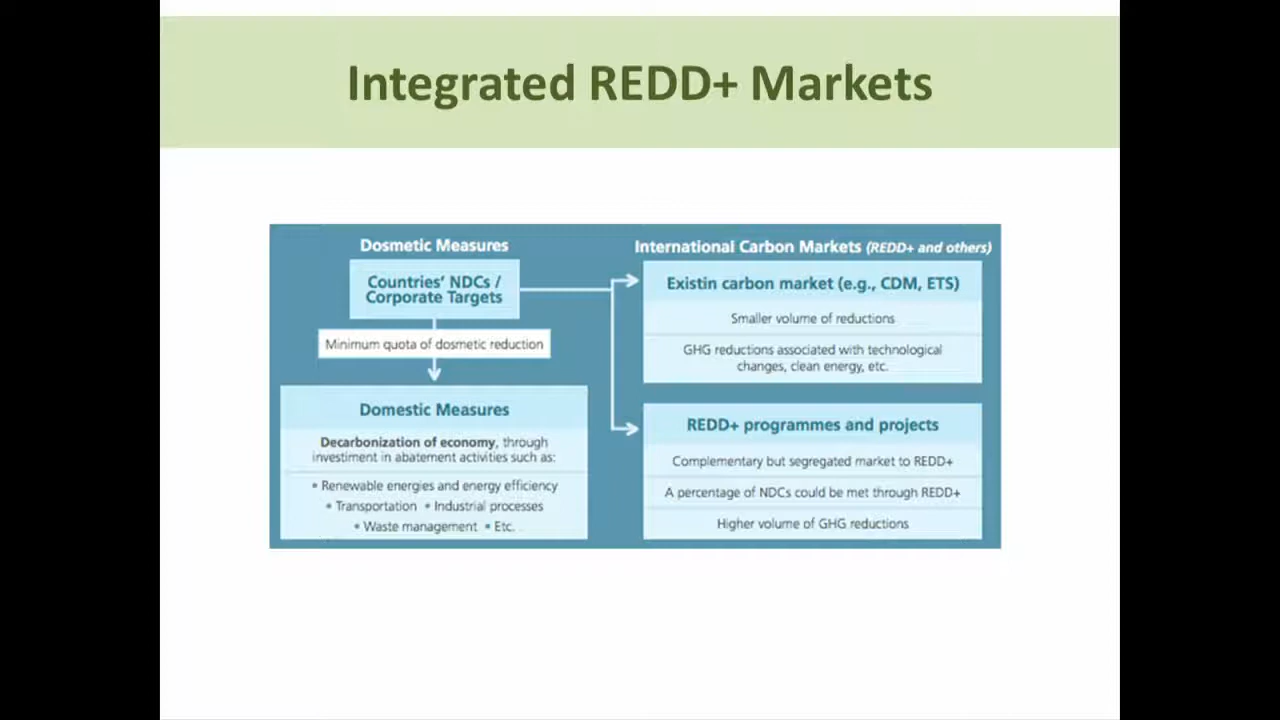 Integrated REDD+ Markets
Dosmetic Measures
Countries' NDCs /
Corporate Targets
Minimum quota of dosmetic reduction
Domestic Measures
Decarbonization of economy, through
investment in abatement activities such as:
• Renewable energies and energy efficiency
• Transportation • Industrial processes
• Waste management • Etc.
International Carbon Markets (REDD+ and others)
Existin carbon market (e.g., CDM, ETS)
Smaller volume of reductions
GHG reductions associated with technological
changes, clean energy, etc.
REDD+ programmes and projects
Complementary but segregated market to REDD+
A percentage of NDCs could be met through REDD+
Higher volume of GHG reductions